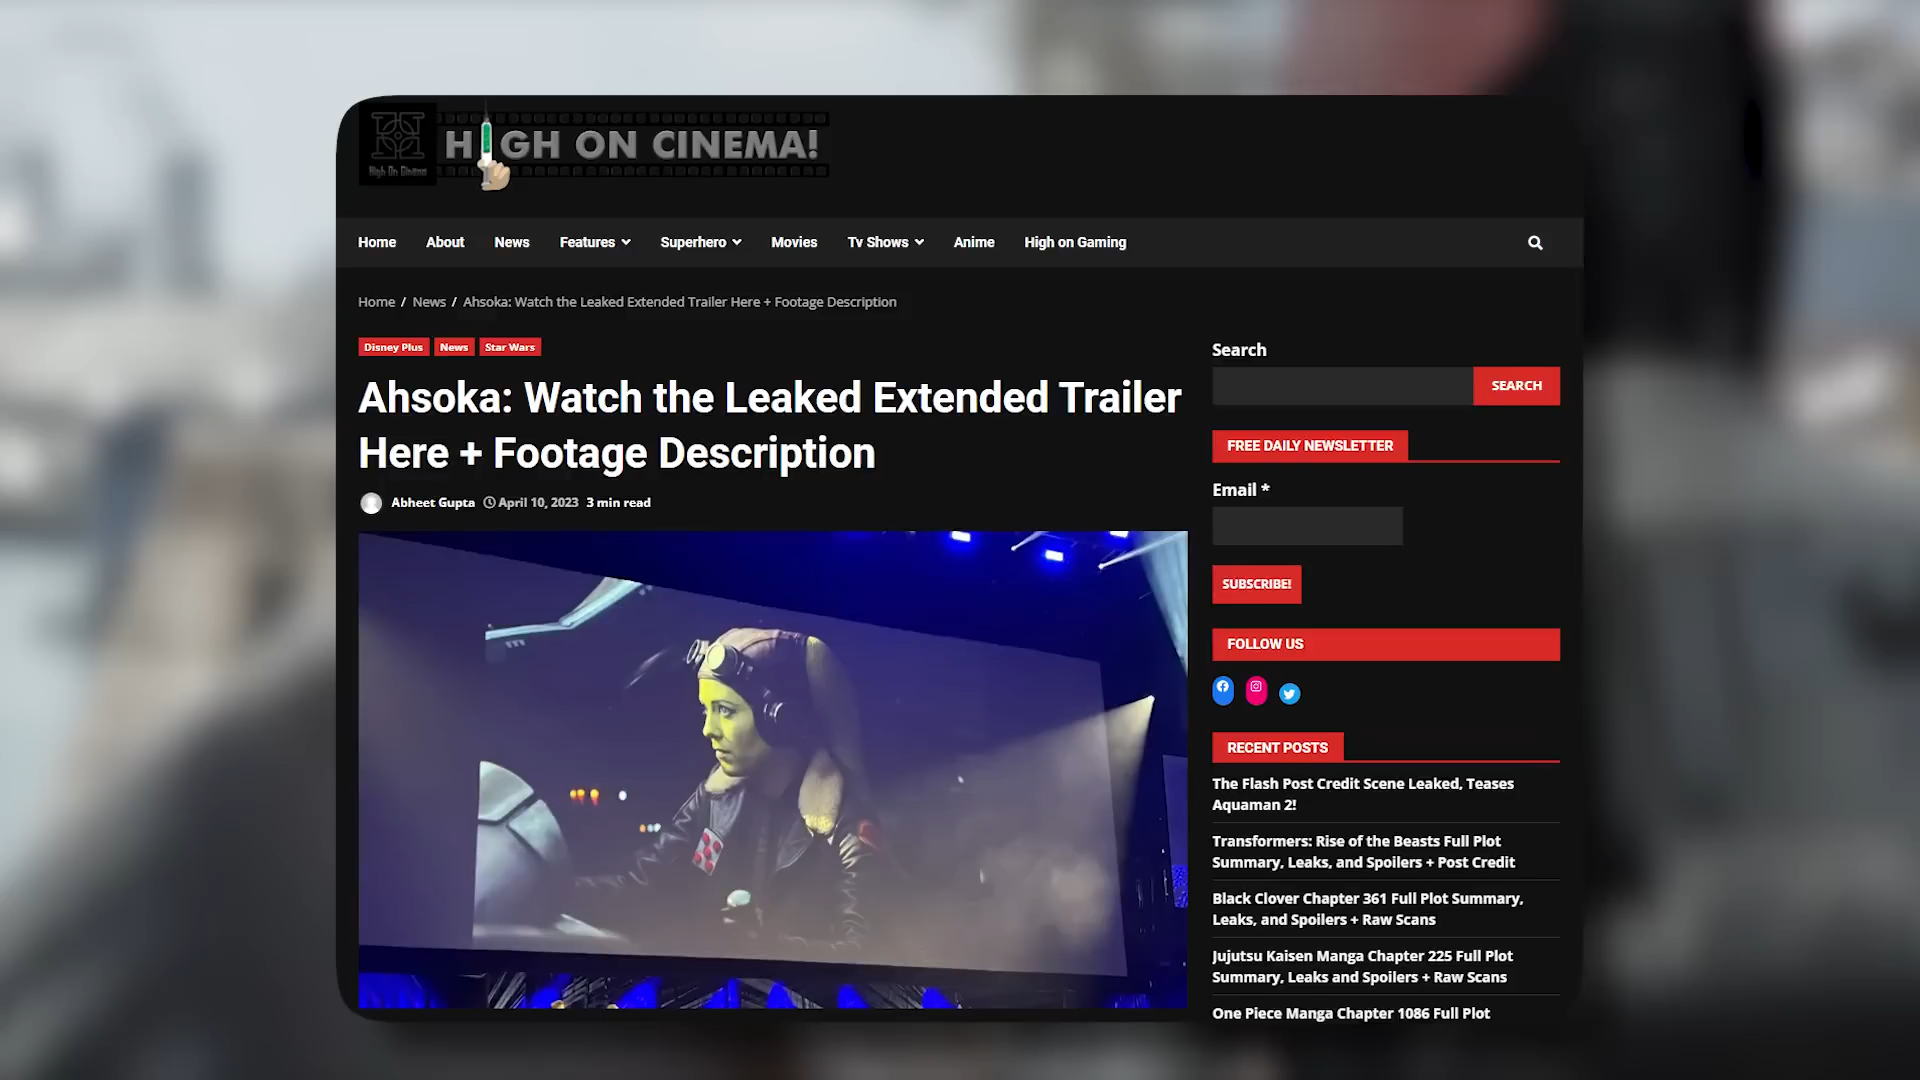 High On Cinema
HIGH ON CINEMA!
Home About News Features Superhero Movies Tv Shows Anime High on Gaming
Home / News / Ahsoka: Watch the Leaked Extended Trailer Here + Footage Description
Disney Plus News Star Wars
Ahsoka: Watch the Leaked Extended Trailer
Here + Footage Description
Abheet Gupta April 10, 2023 3 min read
Search
SEARCH
FREE DAILY NEWSLETTER
Email *
SUBSCRIBE!
FOLLOW US
RECENT POSTS
The Flash Post Credit Scene Leaked, Teases
Aquaman 2!
Transformers: Rise of the Beasts Full Plot
Summary, Leaks, and Spoilers + Post Credit
Black Clover Chapter 361 Full Plot Summary,
Leaks, and Spoilers + Raw Scans
Jujutsu Kaisen Manga Chapter 225 Full Plot
Summary, Leaks and Spoilers + Raw Scans
One Piece Manga Chapter 1086 Full Plot